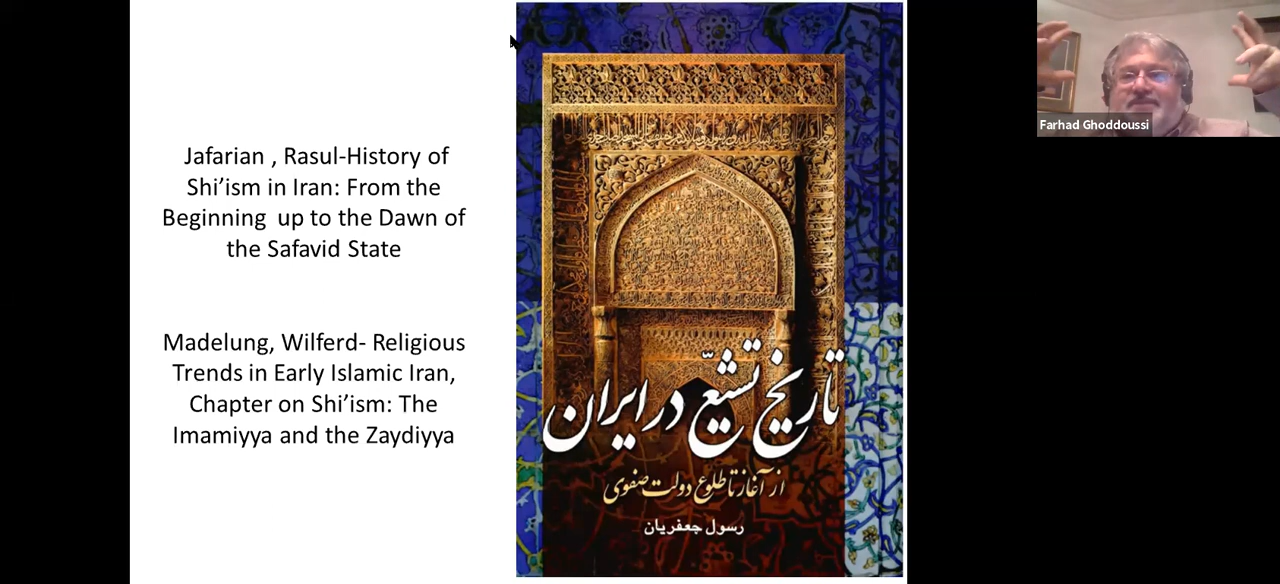 Jafarian , Rasul-History of
Shi’ism in Iran: From the
Beginning  up to the Dawn of
the Safavid State
Madelung, Wilferd- Religious
Trends in Early Islamic Iran,
Chapter on Shi’ism: The
Imamiyya and the Zaydiyya
تاریخ تشیّع در ایران
از آغاز تا طلوع دولت صفوی
رسول جعفریان
Farhad Ghoddoussi